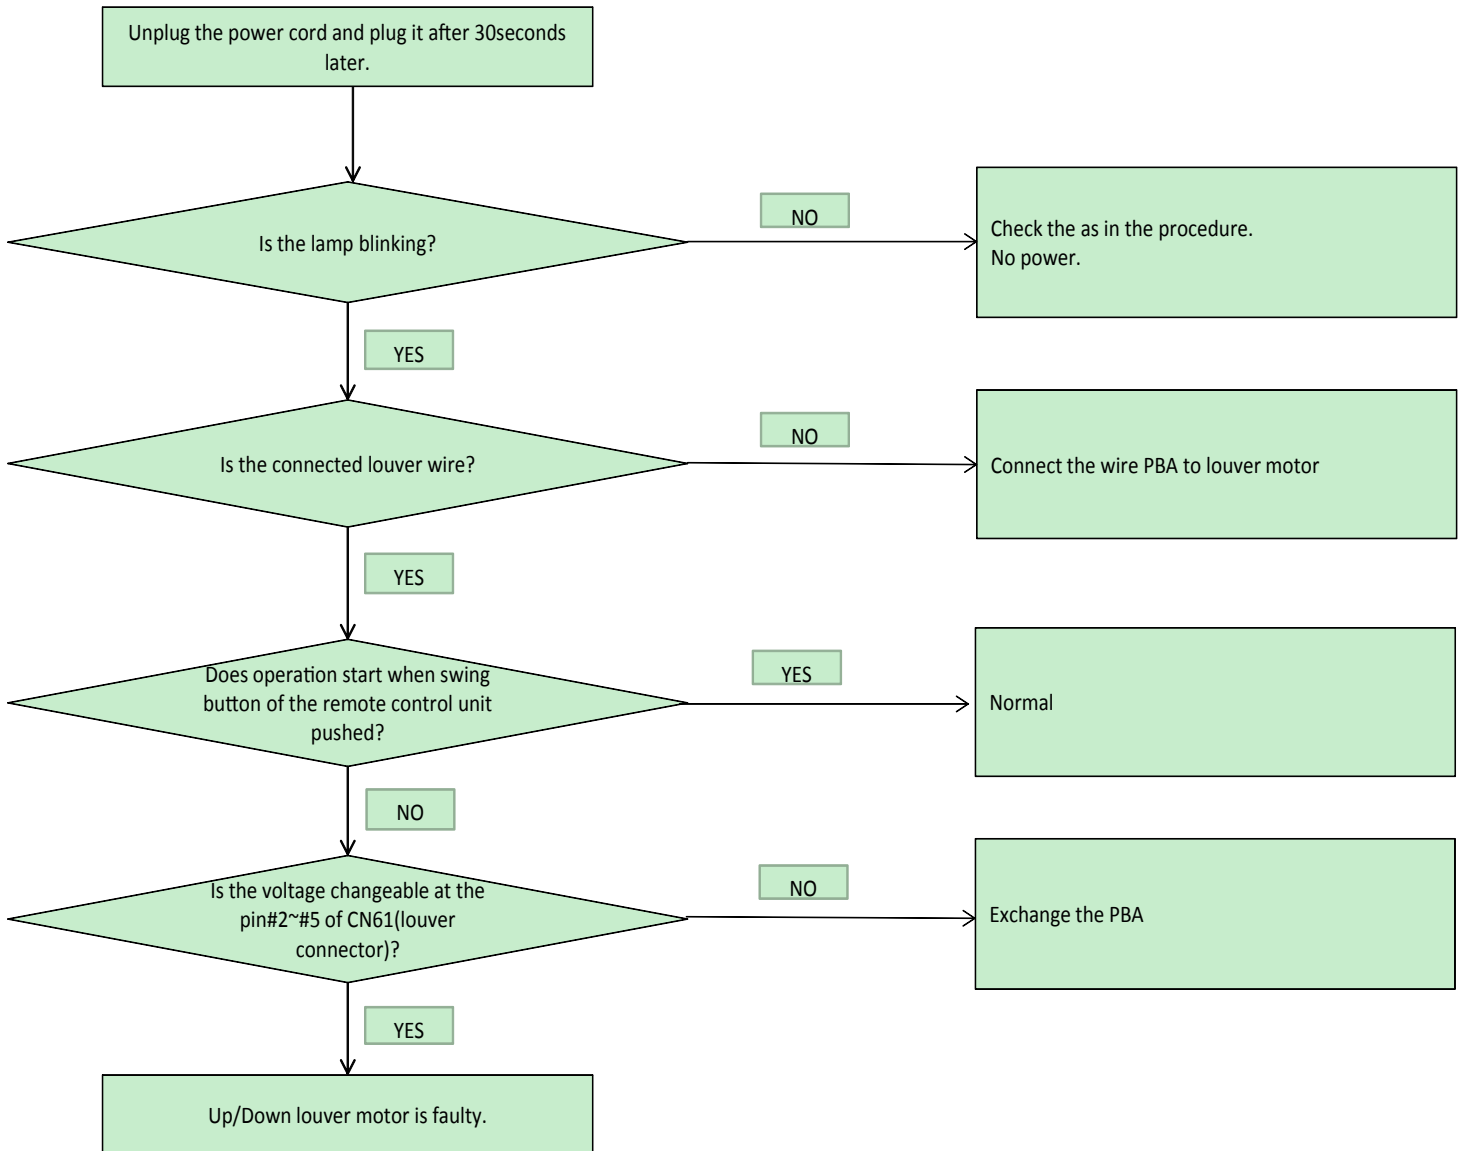 Unplug the power cord and plug it after 30seconds
later.
Is the lamp blinking?
NO
Check the as in the procedure.
No power.
YES
Is the connected louver wire?
NO
Connect the wire PBA to louver motor
YES
Does operation start when swing
button of the remote control unit
pushed?
YES
Normal
NO
Is the voltage changeable at the
pin#2~#5 of CN61(louver
connector)?
NO
Exchange the PBA
YES
Up/Down louver motor is faulty.